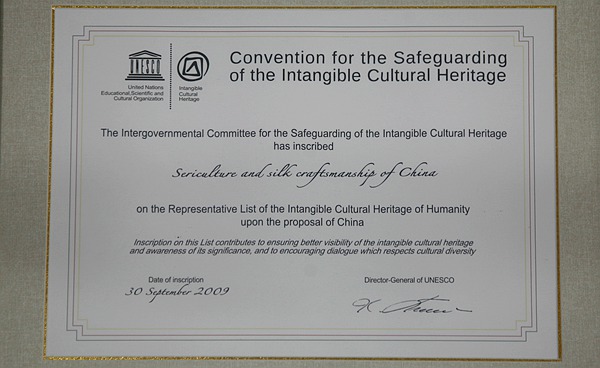 Convention for the Safeguarding
of the Intangible Cultural Heritage
UNESCO
United Nations
Educational,Scientific and
Cultural Organization
Intangible
Cultural
Heritage
The Intergovernmental Committee for the Safeguarding of the Intangible Cultural Heritage
has inscribed
Sericulture and silk craftsmanship of China
on the Representative List of the Intangible Cultural Heritage of Humanity
upon the proposal of China
Inscription on this List contributes to ensuring better visibility of the intangible cultural heritage
and awareness of its significance, and to encouraging dialogue which respects cultural diversity
Date of inscription
30 September 2009
Director-General of UNESCO